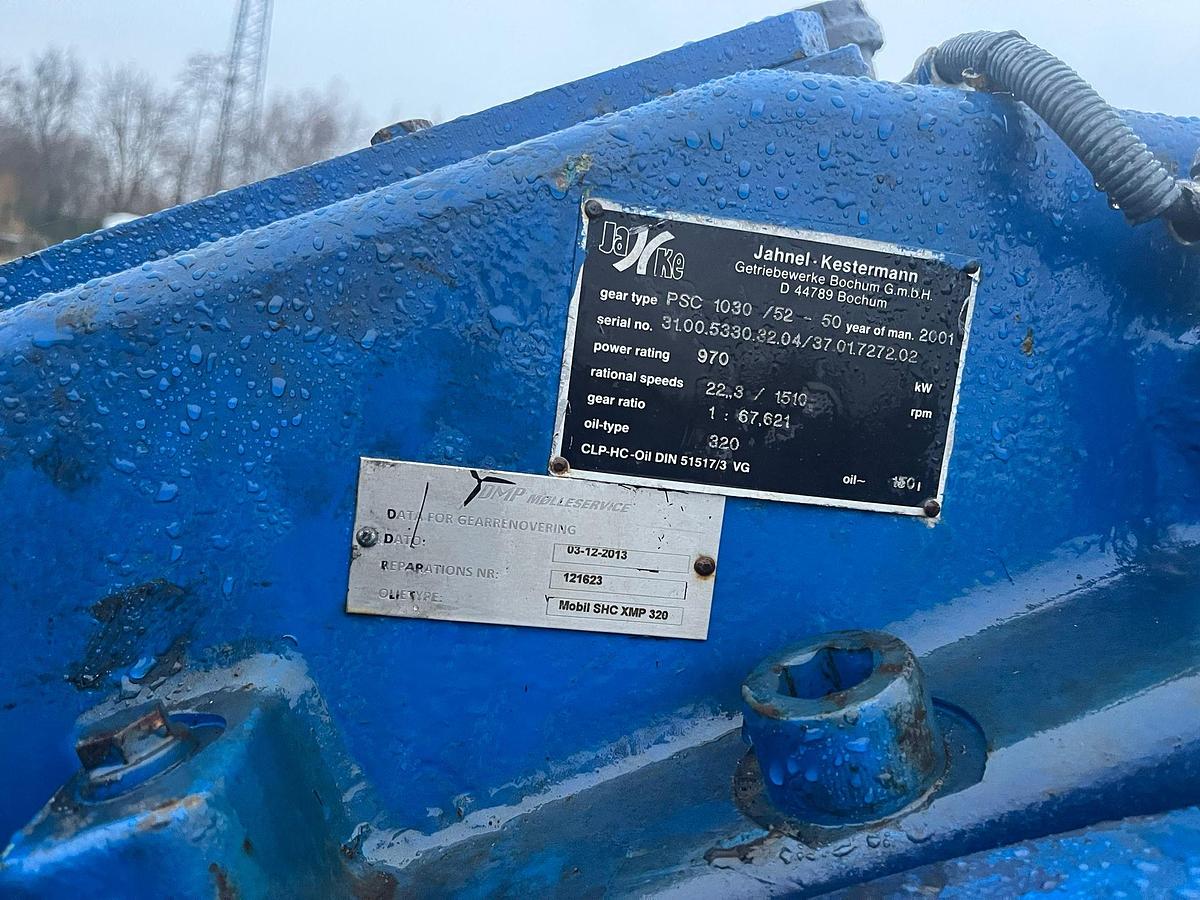 JaKe
Jahnel · Kestermann
Getriebewerke Bochum G.m.b.H.
D 44789 Bochum
gear type PSC 1030 /52 - 50 year of man. 2001
serial no. 31.00.5330.32.04/37.01.7272.02
power rating 970 kW
rational speeds 22,,3 / 1510 rpm
gear ratio 1 : 67,621
oil-type 320
CLP-HC-Oil DIN 51517/3 VG oil~ l
DMP MØLLESERVICE
DATA FOR GEARRENOVERING
DATO: 03-12-2013
REPARATIONS NR: 121623
OLIETYPE: Mobil SHC XMP 320